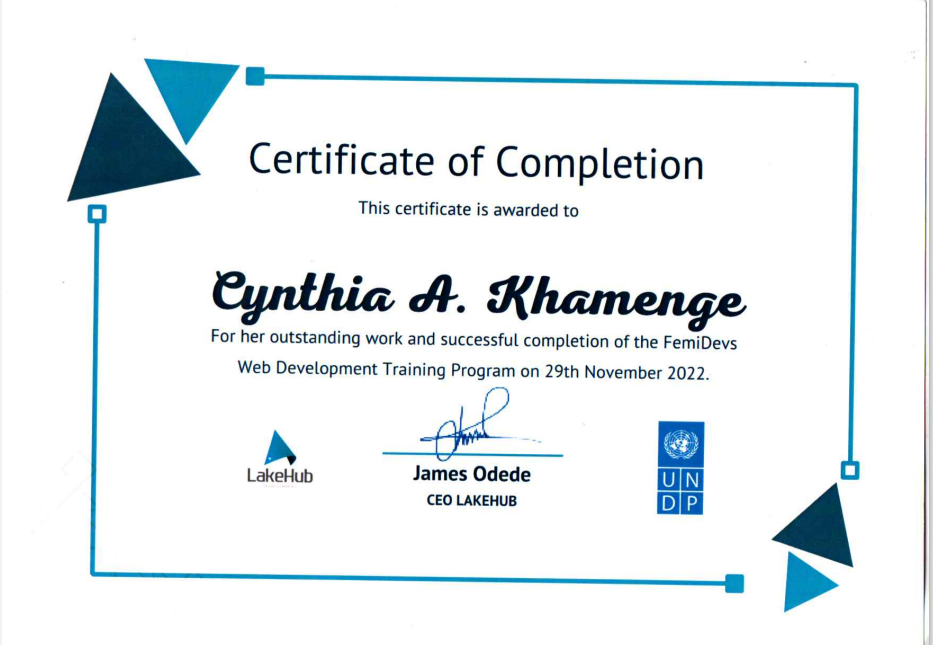 Certificate of Completion
This certificate is awarded to
Cynthia A. Khamenge
For her outstanding work and successful completion of the FemiDevs
Web Development Training Program on 29th November 2022.
LakeHub
James Odede
CEO LAKEHUB
U N
D P